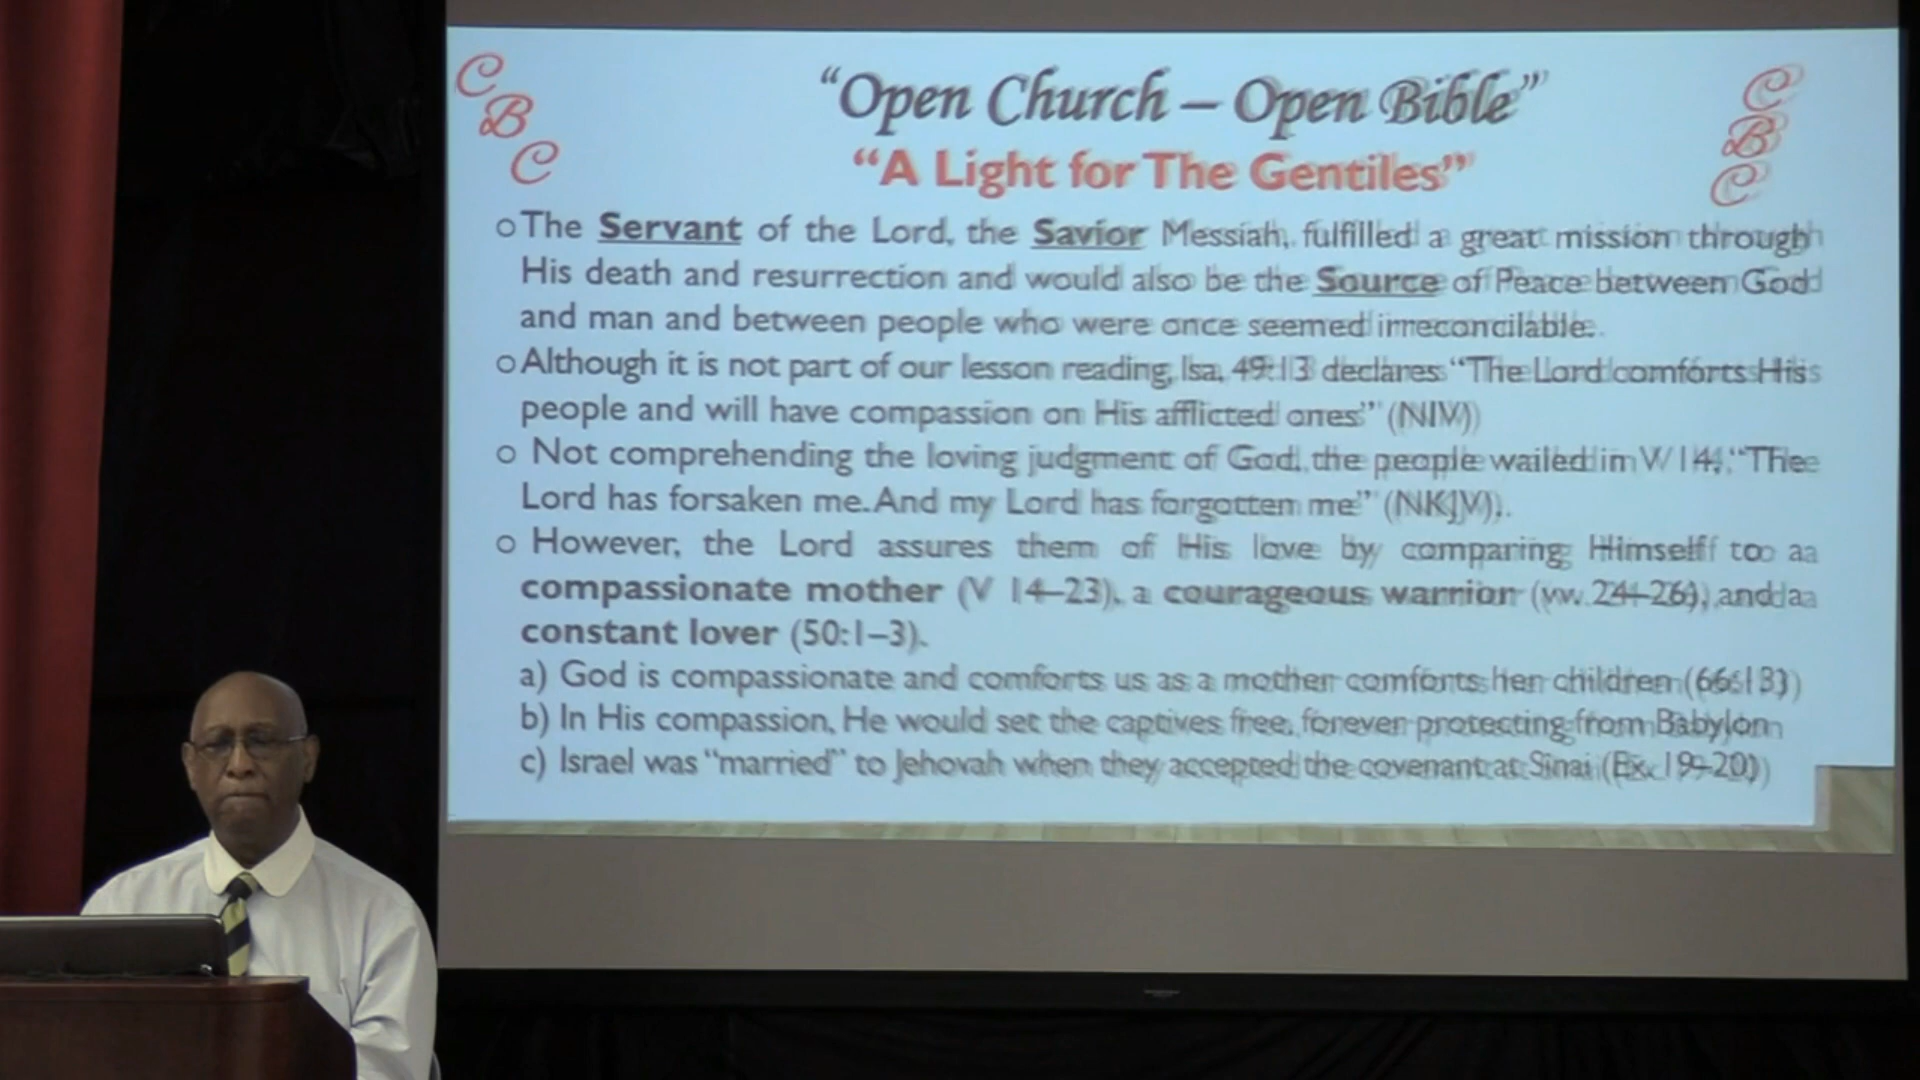 C B C
“Open Church – Open Bible”
C B C
“A Light for The Gentiles”
○ The Servant of the Lord, the Savior Messiah, fulfilled a great mission through
His death and resurrection and would also be the Source of Peace between God
and man and between people who were once seemed irreconcilable.
○ Although it is not part of our lesson reading, Isa. 49:13 declares “The Lord comforts His
people and will have compassion on His afflicted ones” (NIV)
○ Not comprehending the loving judgment of God, the people wailed in V 14, “The
Lord has forsaken me. And my Lord has forgotten me” (NKJV).
○ However, the Lord assures them of His love by comparing Himself to a
compassionate mother (V 14–23), a courageous warrior (vv. 24–26), and a
constant lover (50:1–3).
a) God is compassionate and comforts us as a mother comforts her children (66:13)
b) In His compassion, He would set the captives free, forever protecting from Babylon
c) Israel was “married” to Jehovah when they accepted the covenant at Sinai (Ex. 19–20)